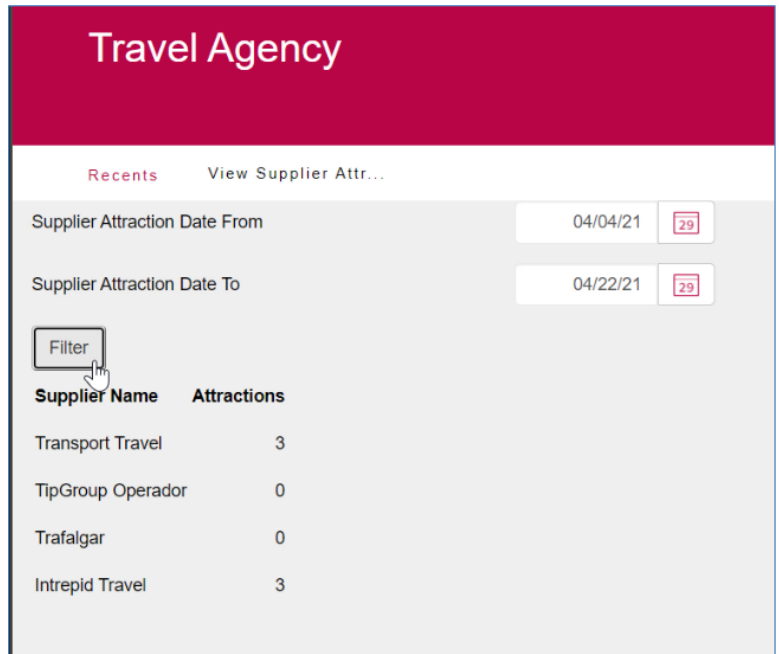 Travel Agency
Recents View Supplier Attr...
Supplier Attraction Date From 04/04/21 29
Supplier Attraction Date To 04/22/21 29
Filter
Supplier Name Attractions
Transport Travel 3
TipGroup Operador 0
Trafalgar 0
Intrepid Travel 3